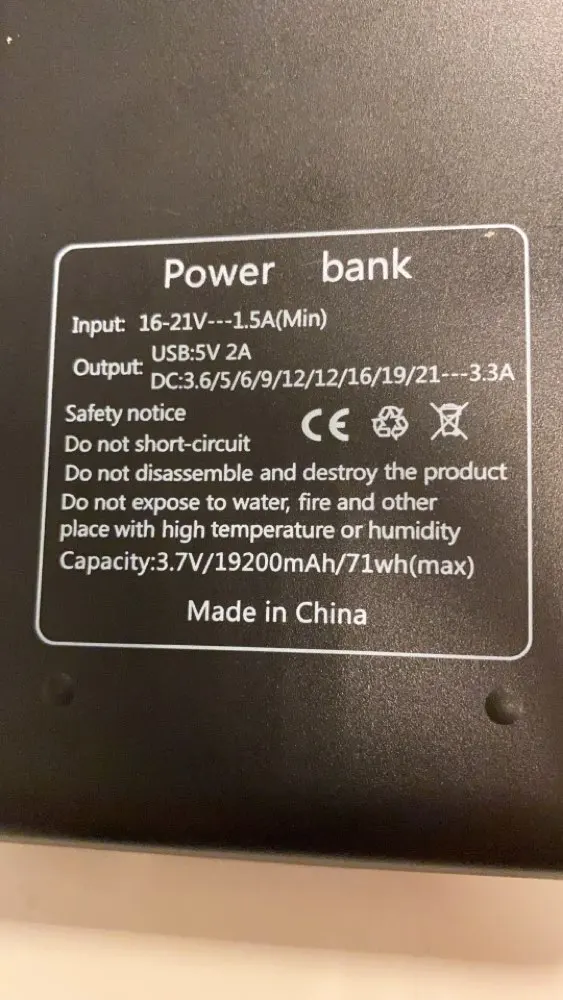 Power bank
Input: 16-21V---1.5A(Min)
Output: USB:5V 2A
DC:3.6/5/6/9/12/12/16/19/21---3.3A
Safety notice
CE
Do not short-circuit
Do not disassemble and destroy the product
Do not expose to water, fire and other
place with high temperature or humidity
Capacity:3.7V/19200mAh/71wh(max)
Made in China